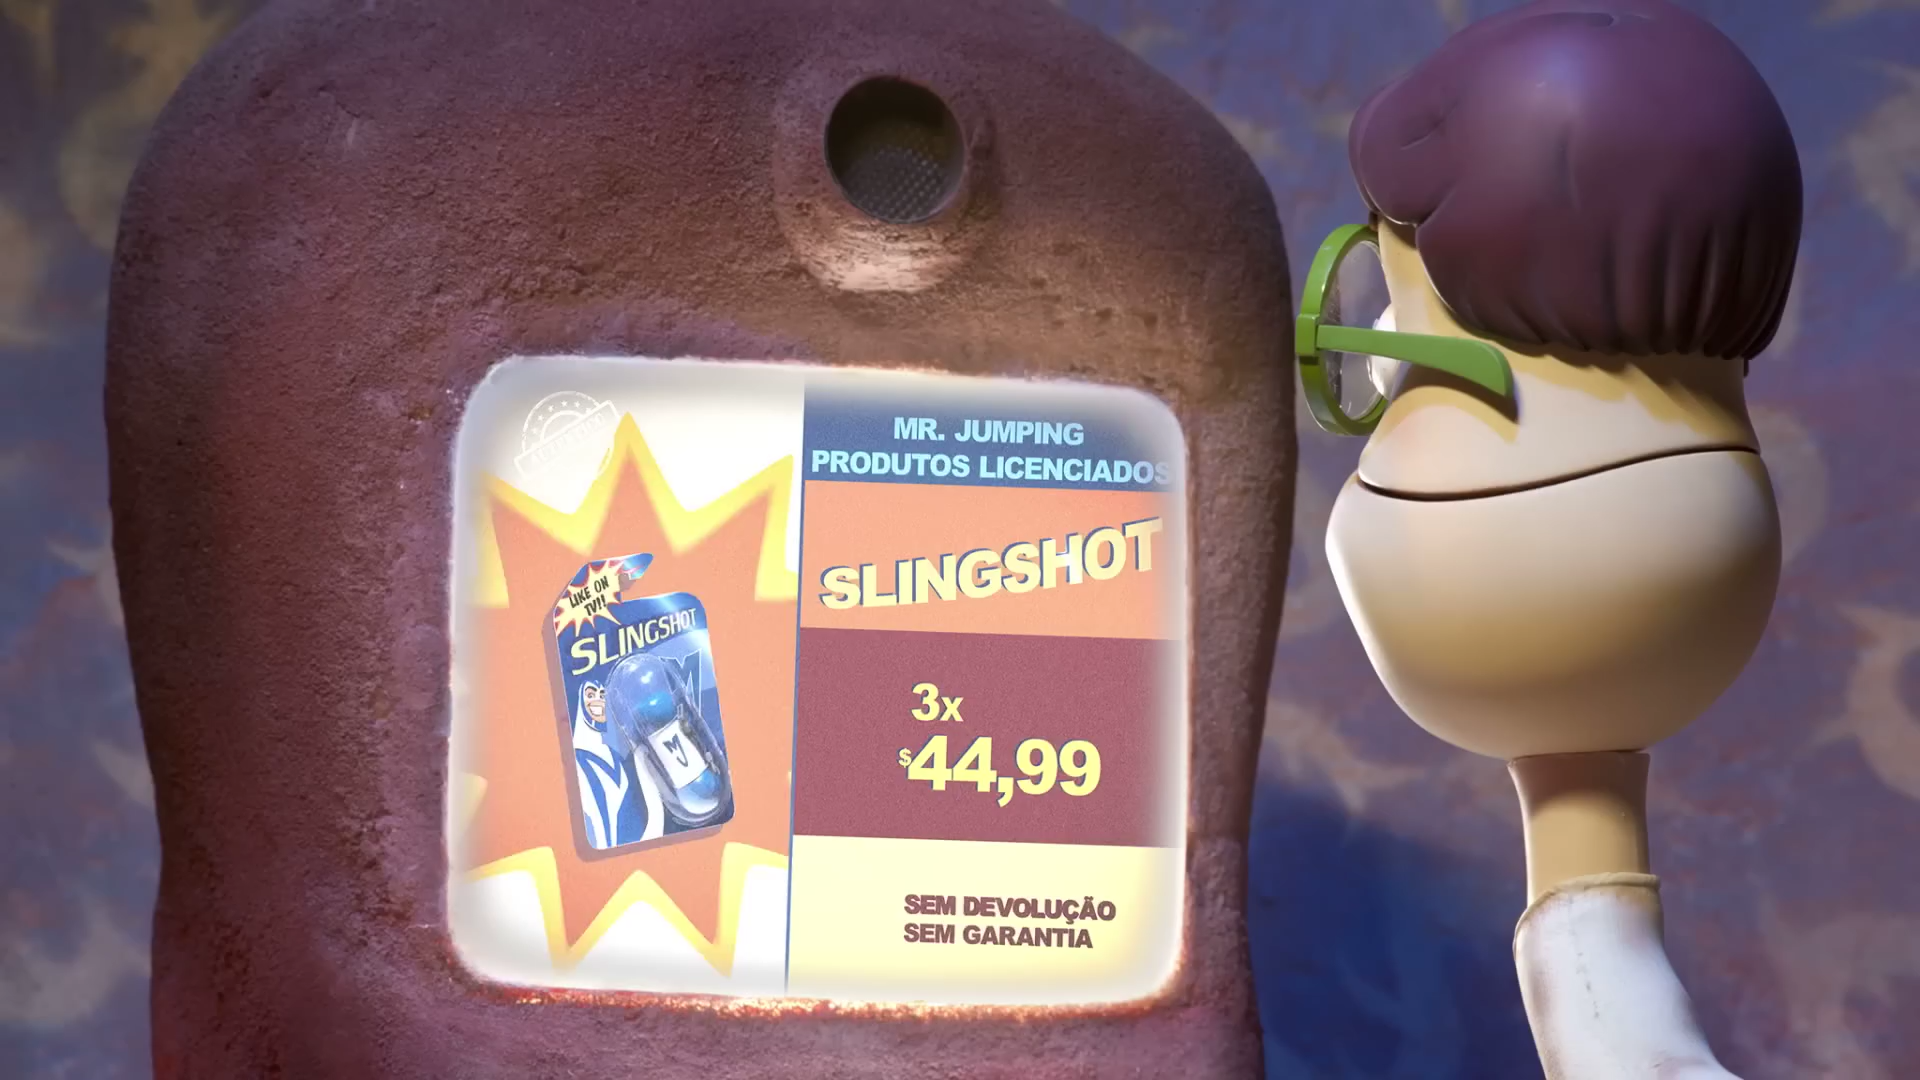 MR. JUMPING
PRODUTOS LICENCIADOS
SLINGSHOT
3x
$44,99
SEM DEVOLUÇÃO
SEM GARANTIA
LIKE ON
TV!!
SLINGSHOT